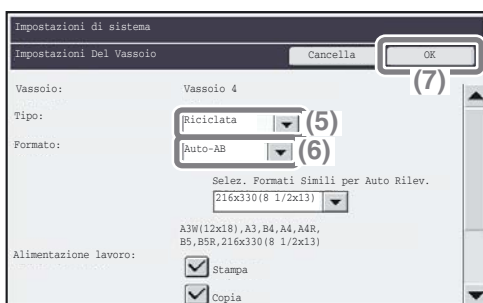 Impostazioni di sistema
Impostazioni Del Vassoio Cancella OK
(7)
Vassoio: Vassoio 4
Tipo: Riciclata (5)
Formato: Auto-AB (6)
Selez. Formati Simili per Auto Rilev.
216x330(8 1/2x13)
A3W(12x18),A3,B4,A4,A4R,
B5,B5R,216x330(8 1/2x13)
Alimentazione lavoro:
Stampa
Copia